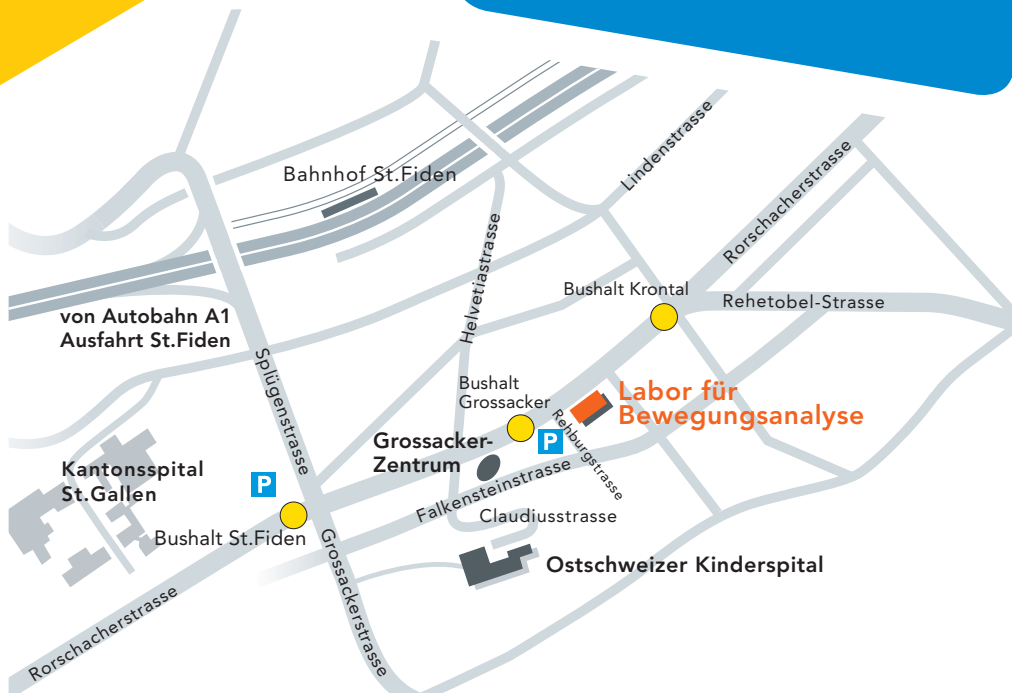 Lindenstrasse
Rorschacherstrasse
Bahnhof St.Fiden
Helvetiastrasse
Bushalt Krontal
Rehetobel-Strasse
von Autobahn A1
Ausfahrt St.Fiden
Splügenstrasse
Bushalt
Grossacker
Labor für
Bewegungsanalyse
Rehburgstrasse
P
Grossacker-
Zentrum
Kantonsspital
St.Gallen
P
Falkensteinstrasse
Claudiusstrasse
Bushalt St.Fiden
Grossackerstrasse
Ostschweizer Kinderspital
Rorschacherstrasse